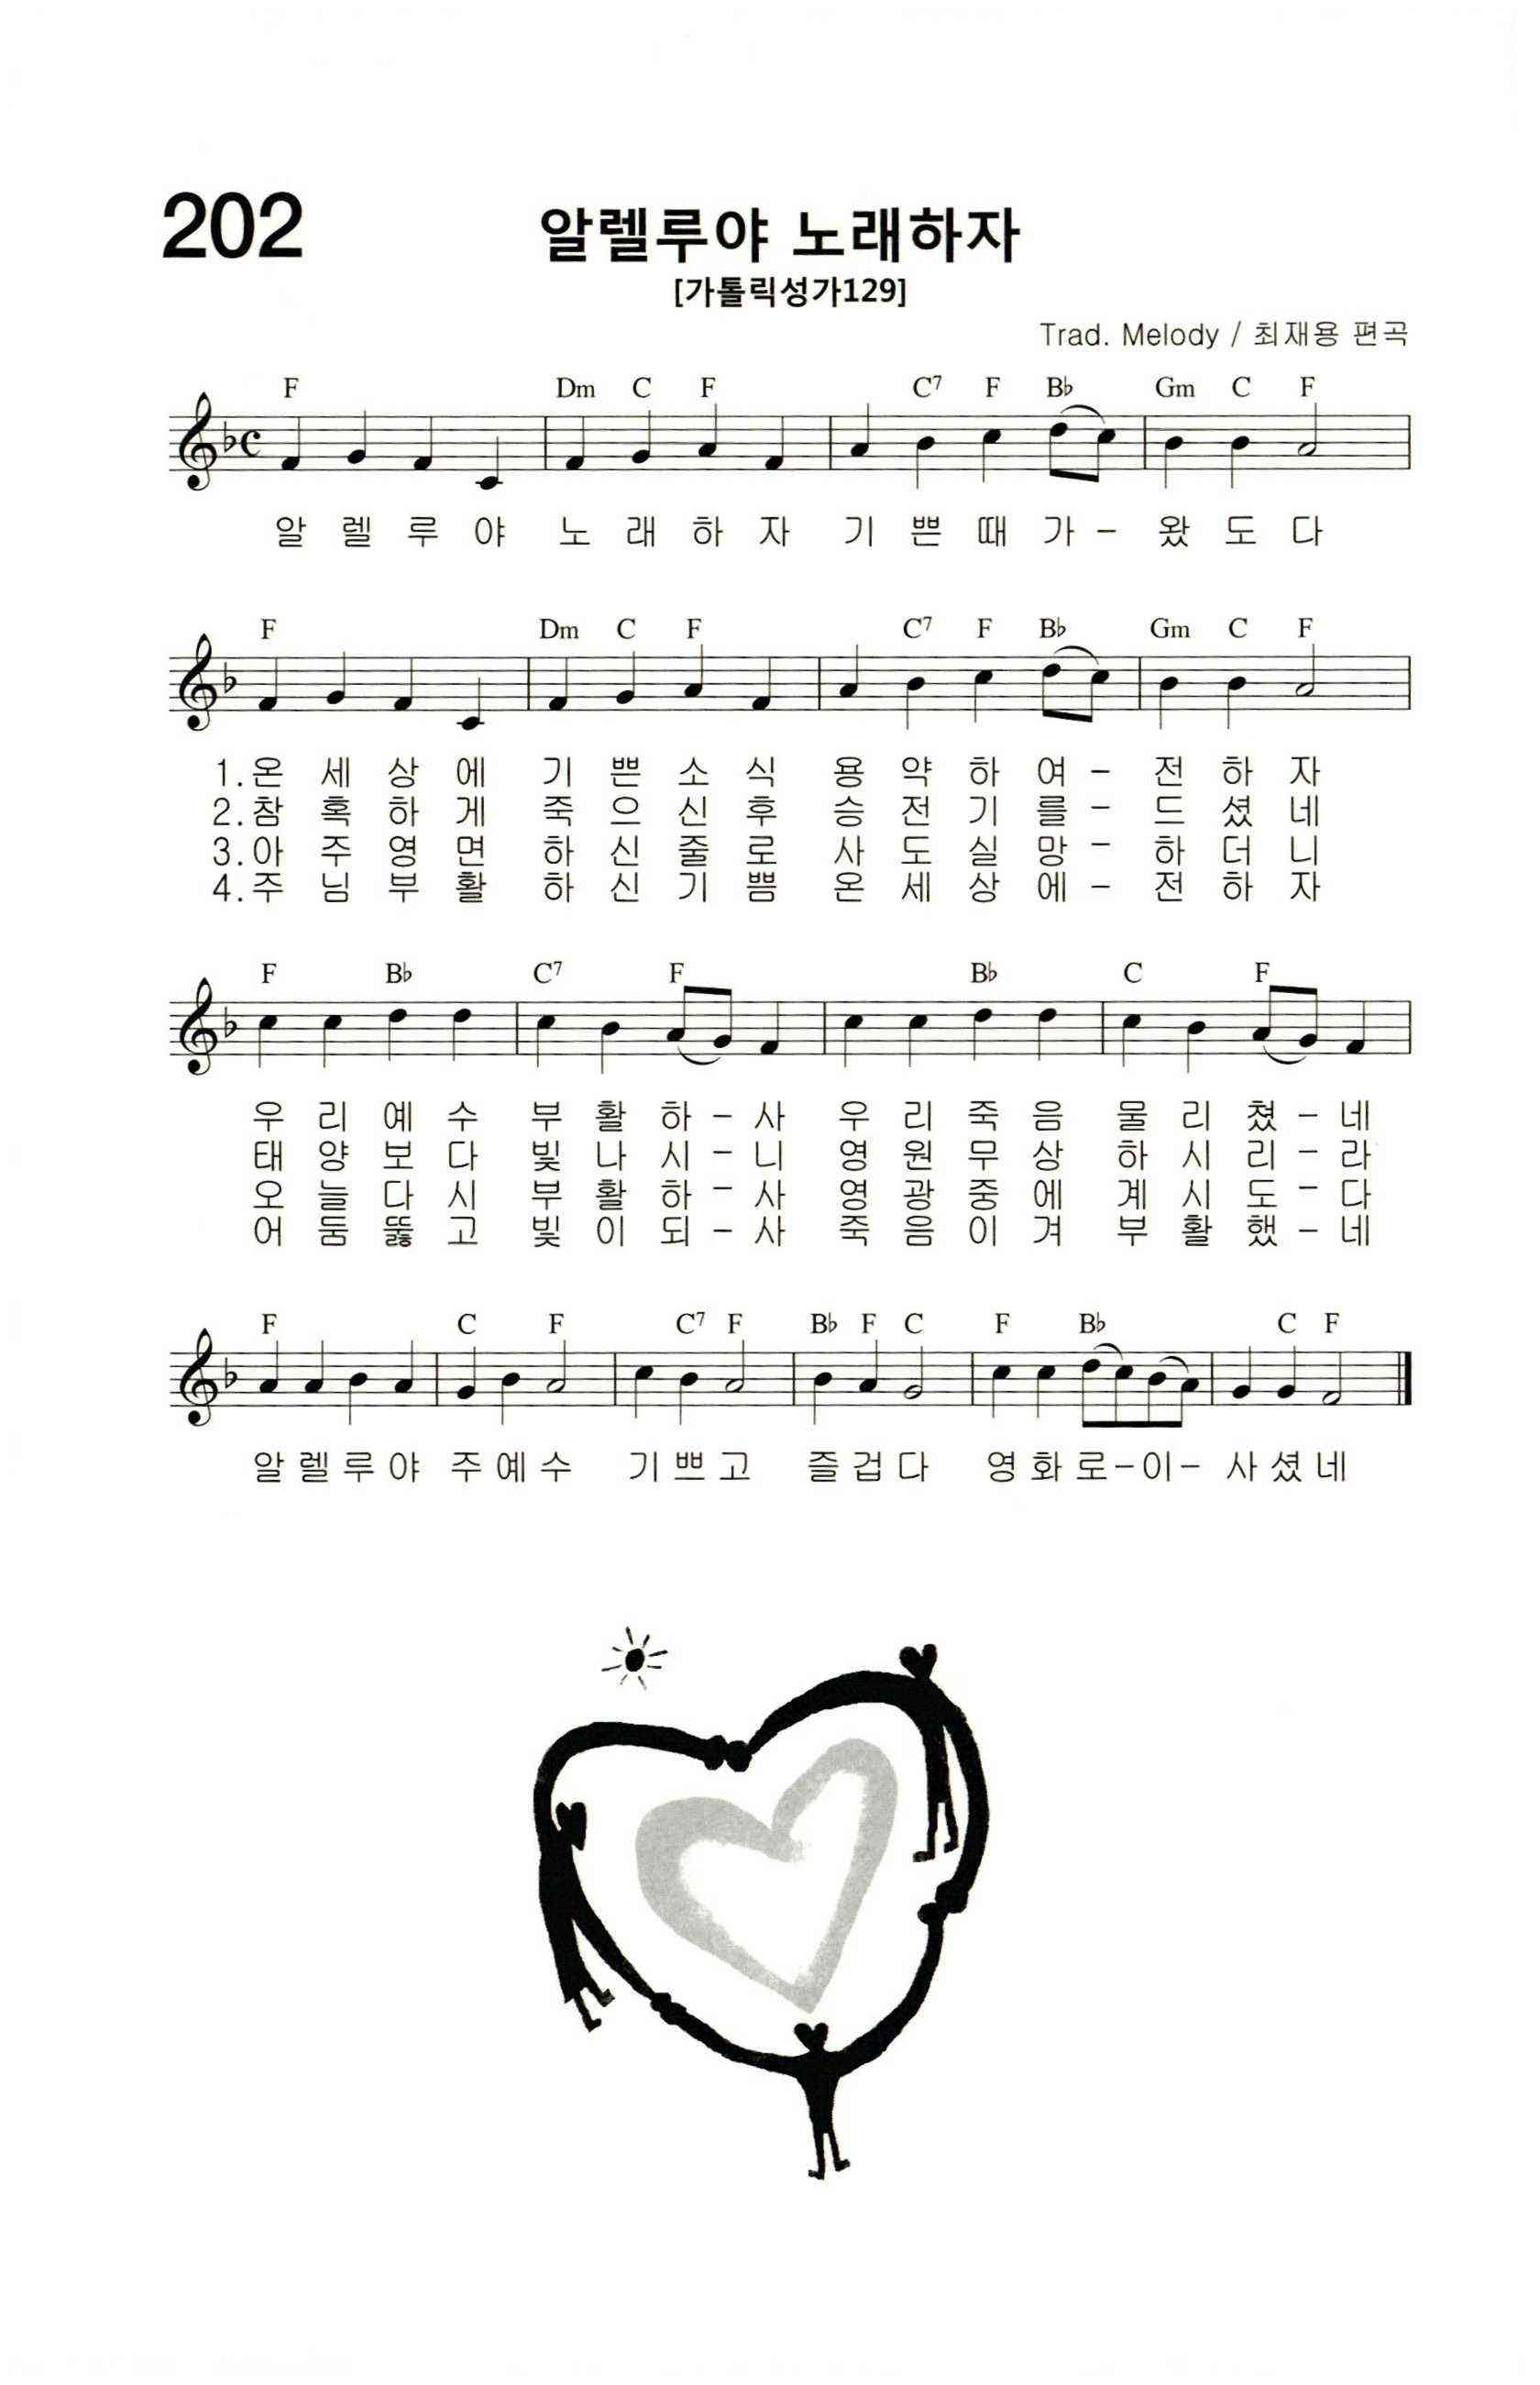 202
알렐루야 노래하자
[가톨릭성가129]
Trad. Melody / 최재용 편곡
F Dm C F C7 F B♭ Gm C F
알 렐 루 야 노 래 하 자 기 쁜 때 가 - 왔 도 다
F Dm C F C7 F B♭ Gm C F
1.온 세 상 에 기 쁜 소 식 용 약 하 여 - 전 하 자
2.참 혹 하 게 죽 으 신 후 승 전 기 를 - 드 셨 네
3.아 주 영 면 하 신 줄 로 사 도 실 망 - 하 더 니
4.주 님 부 활 하 신 기 쁨 온 세 상 에 - 전 하 자
F B♭ C7 F B♭ C F
우 리 예 수 부 활 하 - 사 우 리 죽 음 물 리 쳤 - 네
태 양 보 다 빛 나 시 - 니 영 원 무 상 하 시 리 - 라
오 늘 다 시 부 활 하 - 사 영 광 중 에 계 시 도 - 다
어 둠 뚫 고 빛 이 되 - 사 죽 음 이 겨 부 활 했 - 네
F C F C7 F B♭ F C F B♭ C F
알 렐 루 야 주 예 수 기 쁘 고 즐 겁 다 영 화 로 - 이 - 사 셨 네